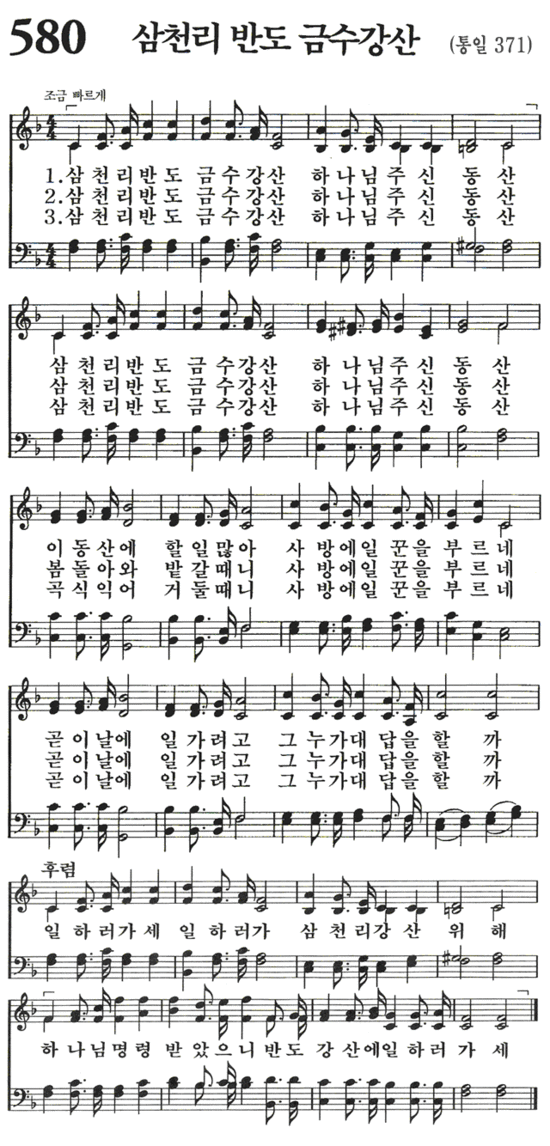 580 삼천리 반도 금수강산 (통일 371)
조금 빠르게
1.삼천리반도 금수강산 하나님주신 동산
2.삼천리반도 금수강산 하나님주신 동산
3.삼천리반도 금수강산 하나님주신 동산
삼천리반도 금수강산 하나님주신 동산
삼천리반도 금수강산 하나님주신 동산
삼천리반도 금수강산 하나님주신 동산
이동산에 할일많아 사방에일꾼을부르네
봄돌아와 밭갈때니 사방에일꾼을부르네
곡식익어 거둘때니 사방에일꾼을부르네
곧이날에 일가려고 그누가대답을할까
곧이날에 일가려고 그누가대답을할까
곧이날에 일가려고 그누가대답을할까
후렴
일하러가세 일하러가 삼천리강산위해
하나님명령받았으니반도강산에일하러가세